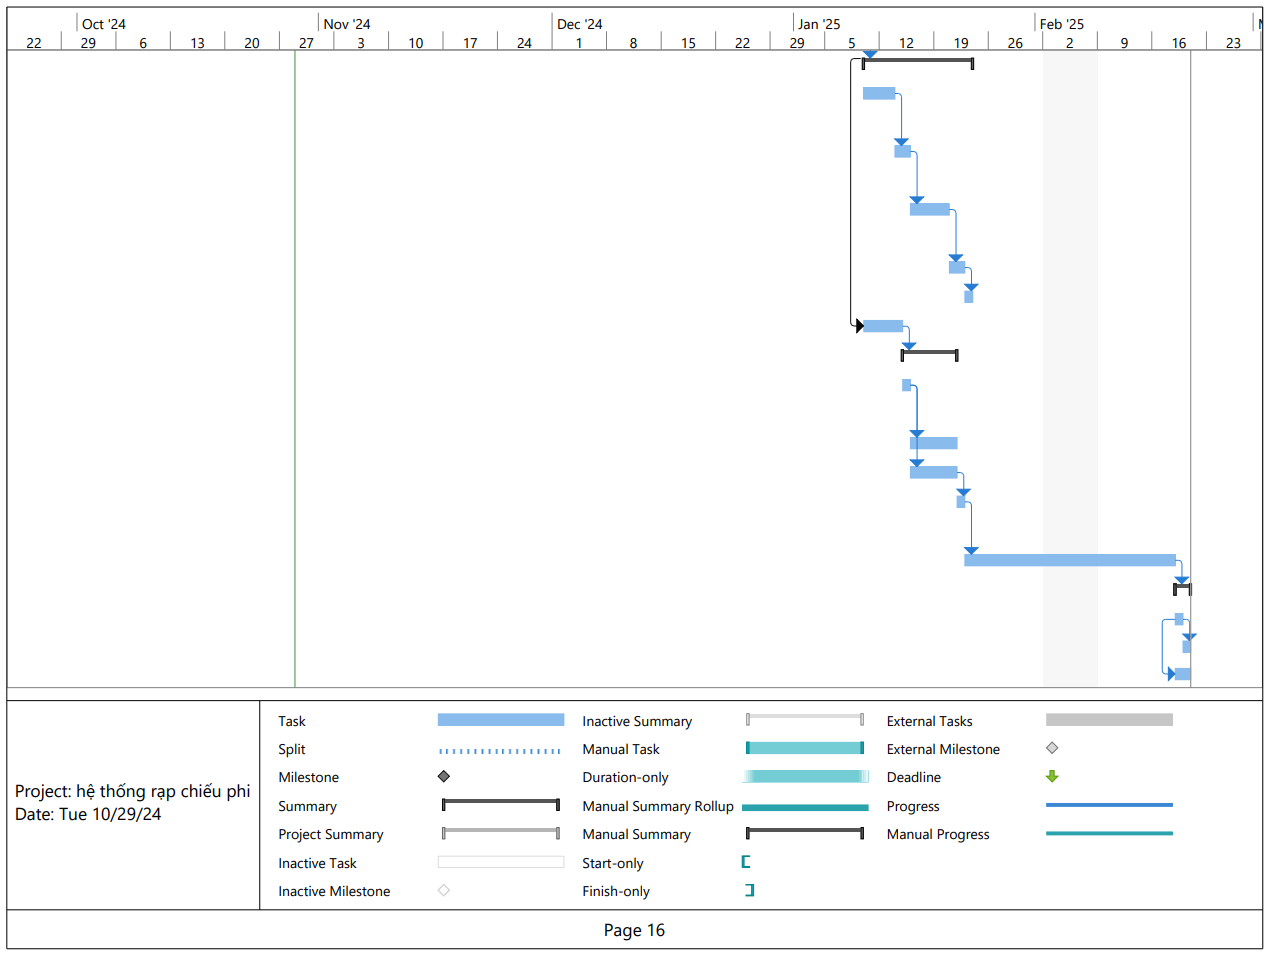 Oct '24 Nov '24 Dec '24 Jan '25 Feb '25
22 29 6 13 20 27 3 10 17 24 1 8 15 22 29 5 12 19 26 2 9 16 23
Task Inactive Summary External Tasks
Split Manual Task External Milestone
Milestone Duration-only Deadline
Summary Manual Summary Rollup Progress
Project Summary Manual Summary Manual Progress
Inactive Task Start-only
Inactive Milestone Finish-only
Project: hệ thống rạp chiếu phi
Date: Tue 10/29/24
Page 16